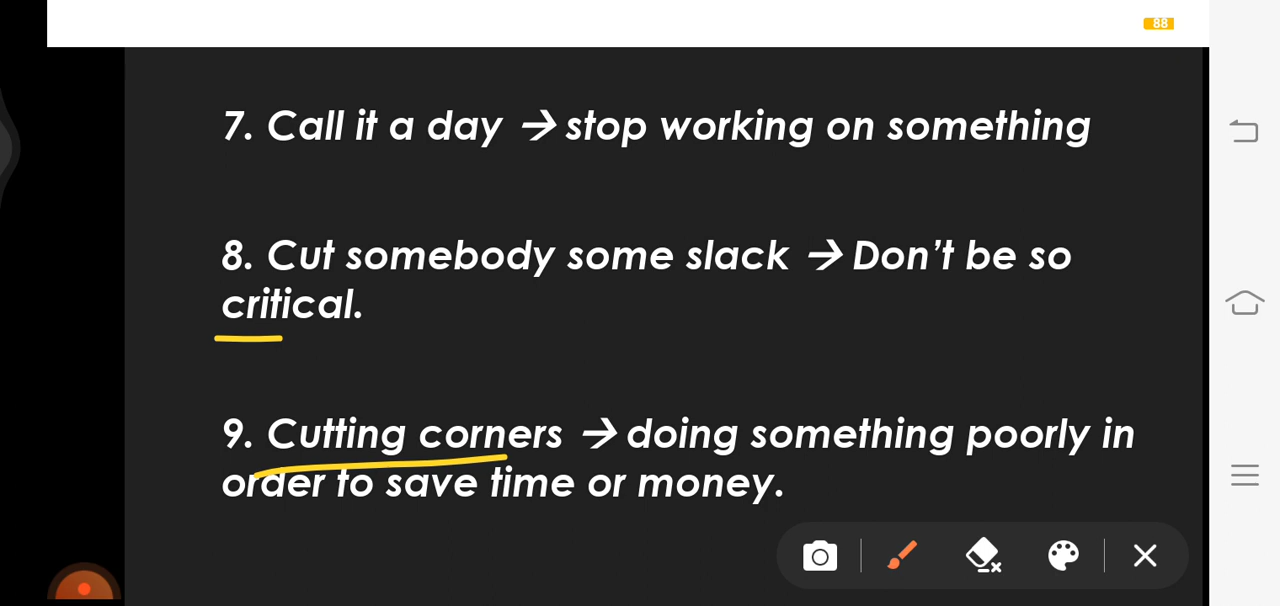 88
7. Call it a day → stop working on something
8. Cut somebody some slack → Don't be so
critical.
9. Cutting corners → doing something poorly in
order to save time or money.